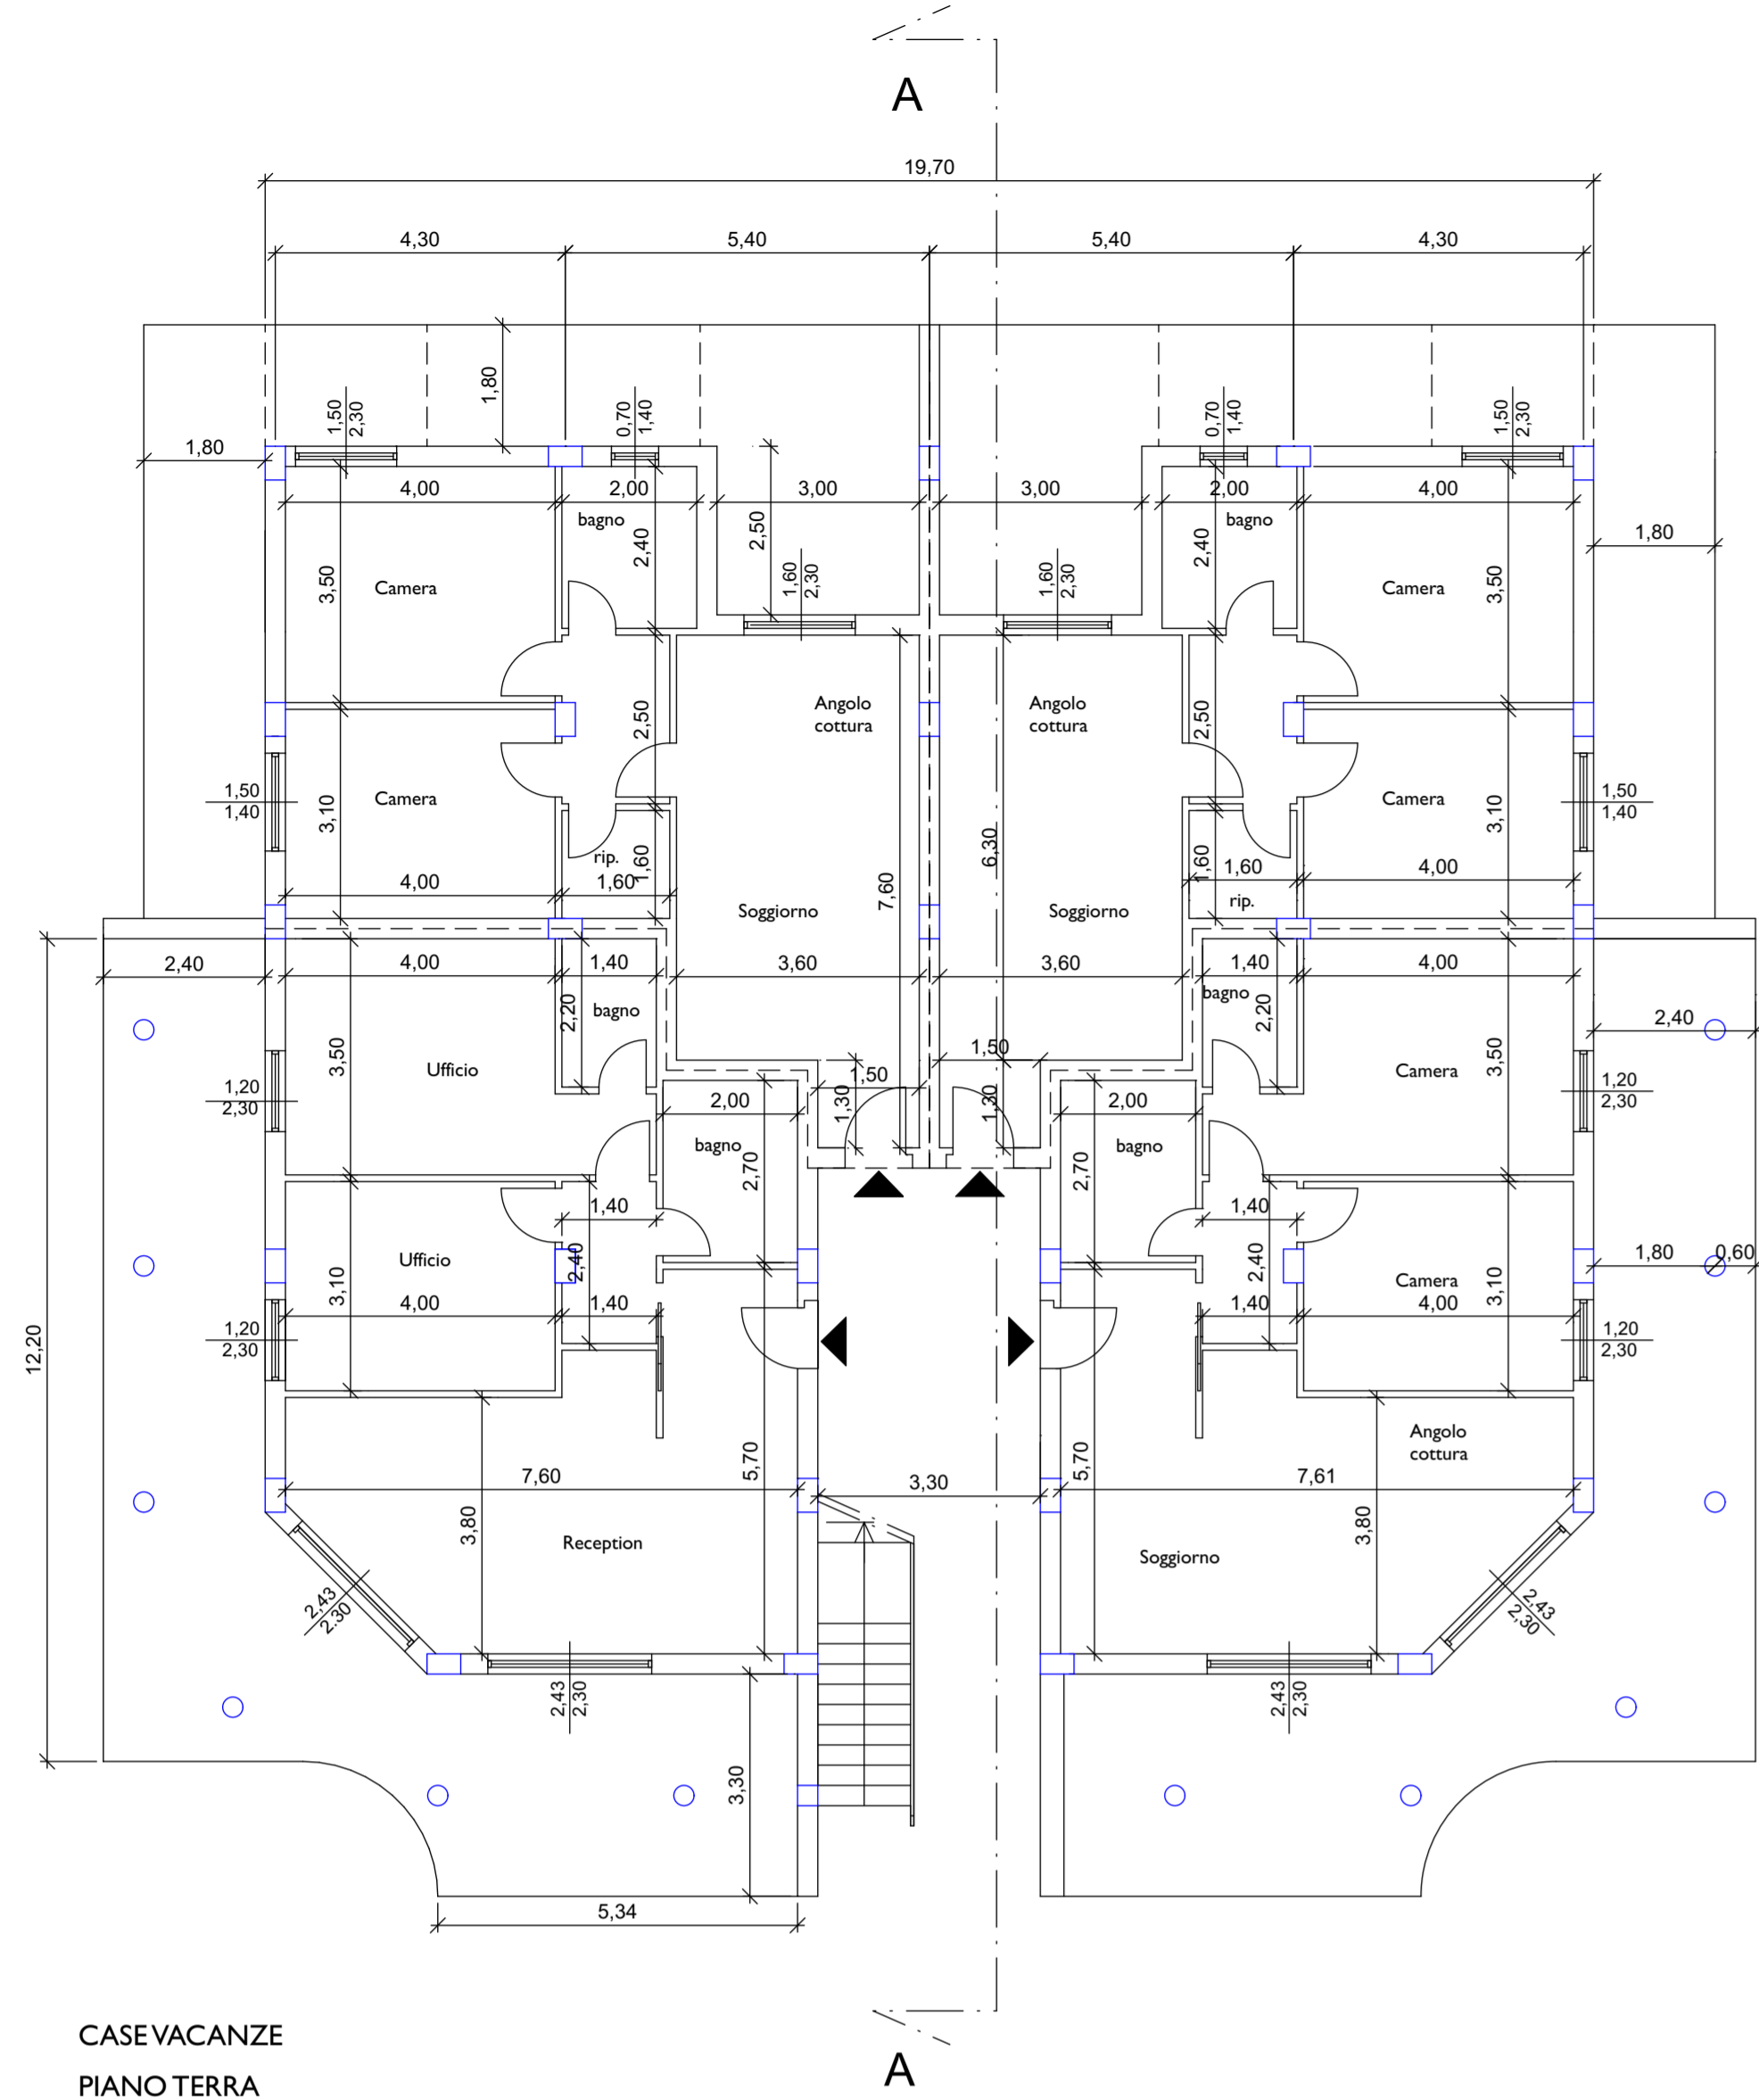 A
19,70
4,30 5,40 5,40 4,30
1,80
1,50 2,30 0,70 1,40 0,70 1,40 1,50 2,30
1,80
4,00 2,00 3,00 3,00 2,00 4,00
bagno bagno
2,50
2,40 2,40
1,80
1,60 2,30 1,60 2,30
3,50 Camera Camera 3,50
Angolo
cottura
Angolo
cottura
2,50 2,50
1,50
1,40
3,10 Camera Camera 3,10
1,50
1,40
6,30
rip. 1,60 1,60 1,60
4,00 1,60 4,00
7,60
rip.
Soggiorno Soggiorno
2,40 4,00 1,40 3,60 3,60 1,40 4,00
2,20 bagno bagno 2,20
2,40
3,50 Ufficio 1,50 1,50 Camera 3,50
1,20
2,30
1,30 1,30
1,20
2,30
2,00 2,00
bagno bagno
2,70 2,70
1,40 1,40
Ufficio 2,40 2,40 Camera
3,10 3,10
1,80 0,60
4,00 1,40 1,40 4,00
1,20
2,30
1,20
2,30
12,20
Angolo
cottura
5,70 5,70
7,60 3,30 7,61
3,80 3,80
Reception Soggiorno
2,43
2.30
2,43
2,30
2,43 2,30 2,43 2,30
3,30
5,34
A
CASE VACANZE
PIANO TERRA